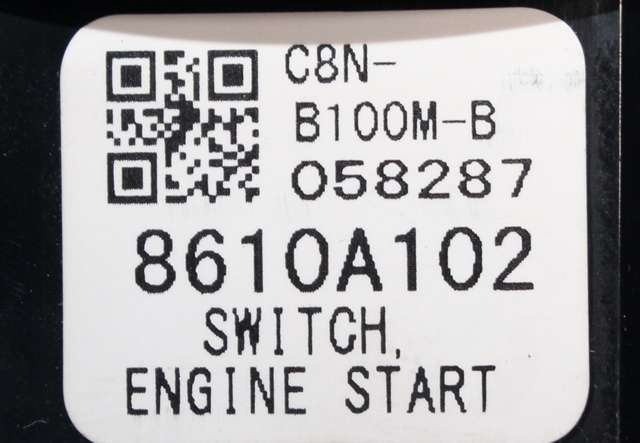 C8N-
B100M-B
058287
8610A102
SWITCH,
ENGINE START